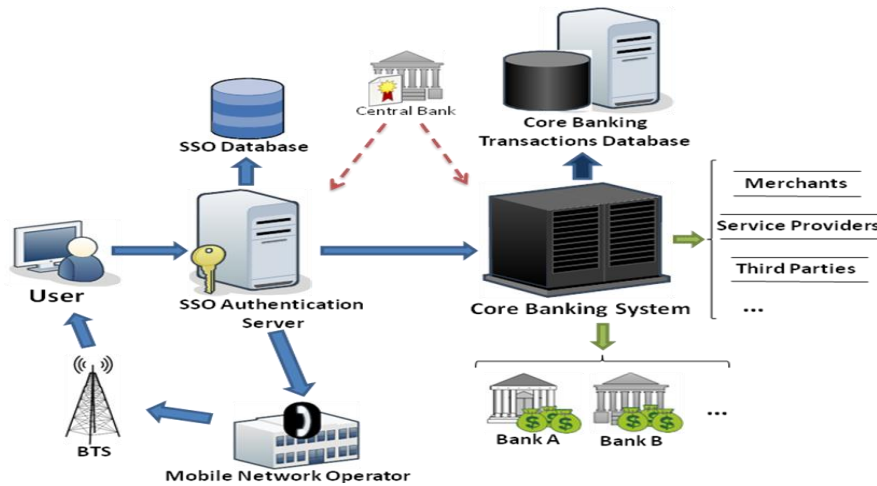 Central Bank
SSO Database
Core Banking
Transactions Database
Merchants
Service Providers
Third Parties
...
User
SSO Authentication
Server
Core Banking System
BTS
Mobile Network Operator
Bank A
Bank B
...